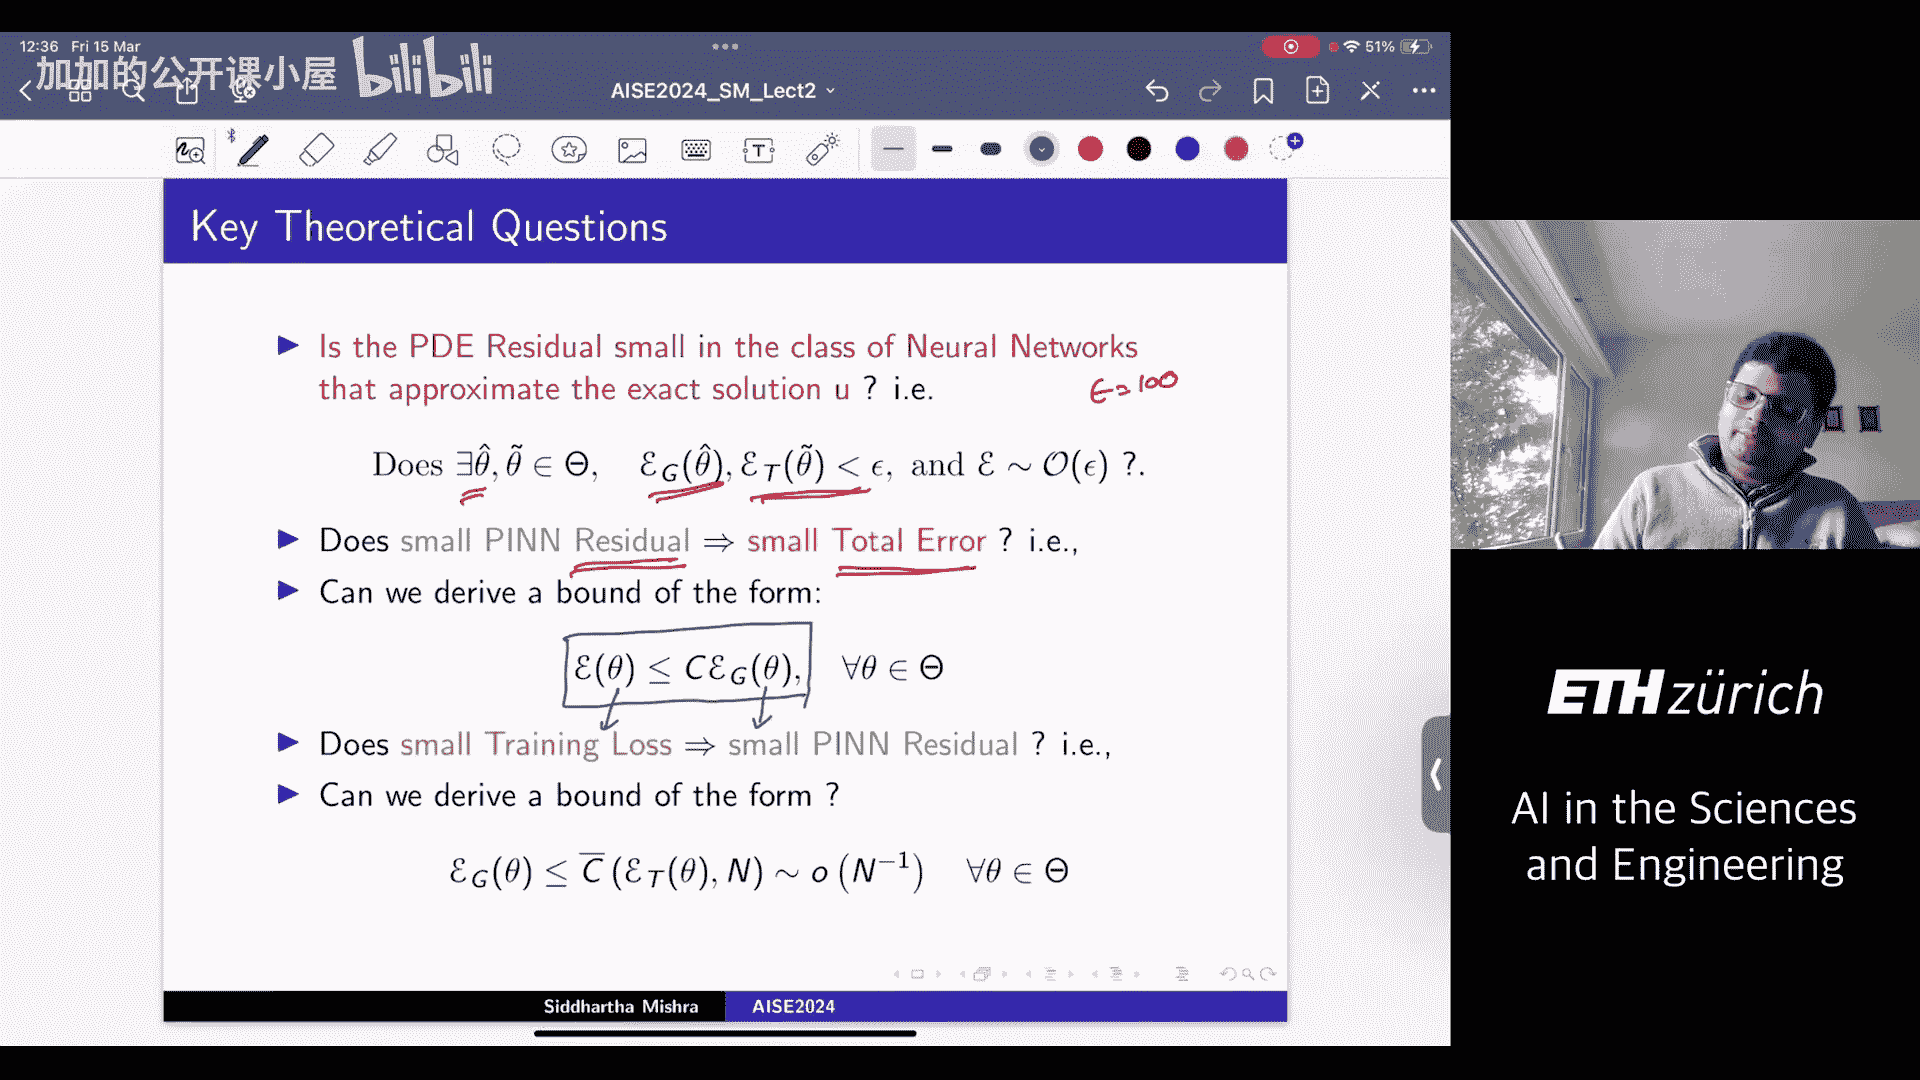 12:36 Fri 15 Mar
51%
加加的公开课小屋 bilibili
AISE2024_SM_Lect2
T
Key Theoretical Questions
Is the PDE Residual small in the class of Neural Networks
that approximate the exact solution u ? i.e.
ϵ=100
Does ∃θ̂, θ̃ ∈ Θ, ℰ_G(θ̂), ℰ_T(θ̃) < ϵ, and ℰ ∼ 𝒪(ϵ) ?.
Does small PINN Residual ⇒ small Total Error ? i.e.,
Can we derive a bound of the form:
ℰ(θ) ≤ Cℰ_G(θ), ∀θ ∈ Θ
Does small Training Loss ⇒ small PINN Residual ? i.e.,
Can we derive a bound of the form ?
ℰ_G(θ) ≤ C̅ (ℰ_T(θ), N) ∼ o (N⁻¹) ∀θ ∈ Θ
Siddhartha Mishra AISE2024
ETH zürich
AI in the Sciences
and Engineering